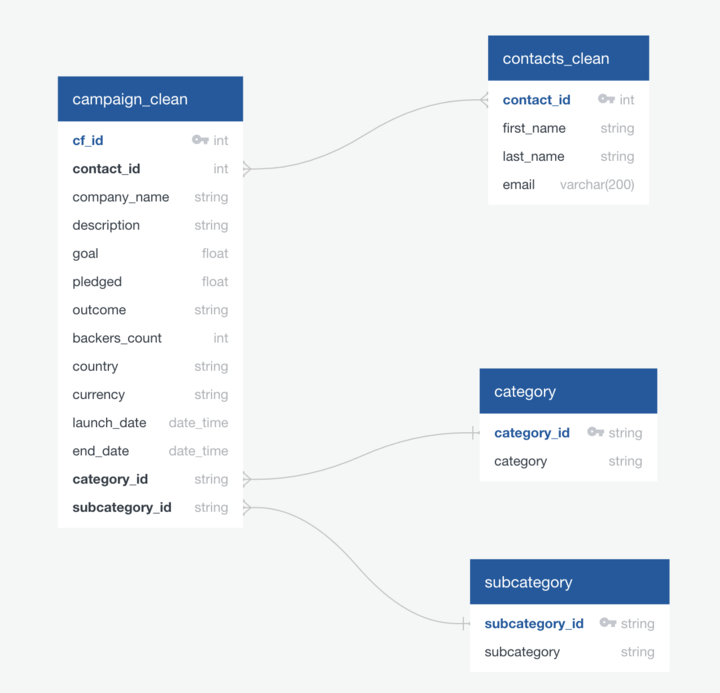 campaign_clean
cf_id int
contact_id int
company_name string
description string
goal float
pledged float
outcome string
backers_count int
country string
currency string
launch_date date_time
end_date date_time
category_id string
subcategory_id string
contacts_clean
contact_id int
first_name string
last_name string
email varchar(200)
category
category_id string
category string
subcategory
subcategory_id string
subcategory string